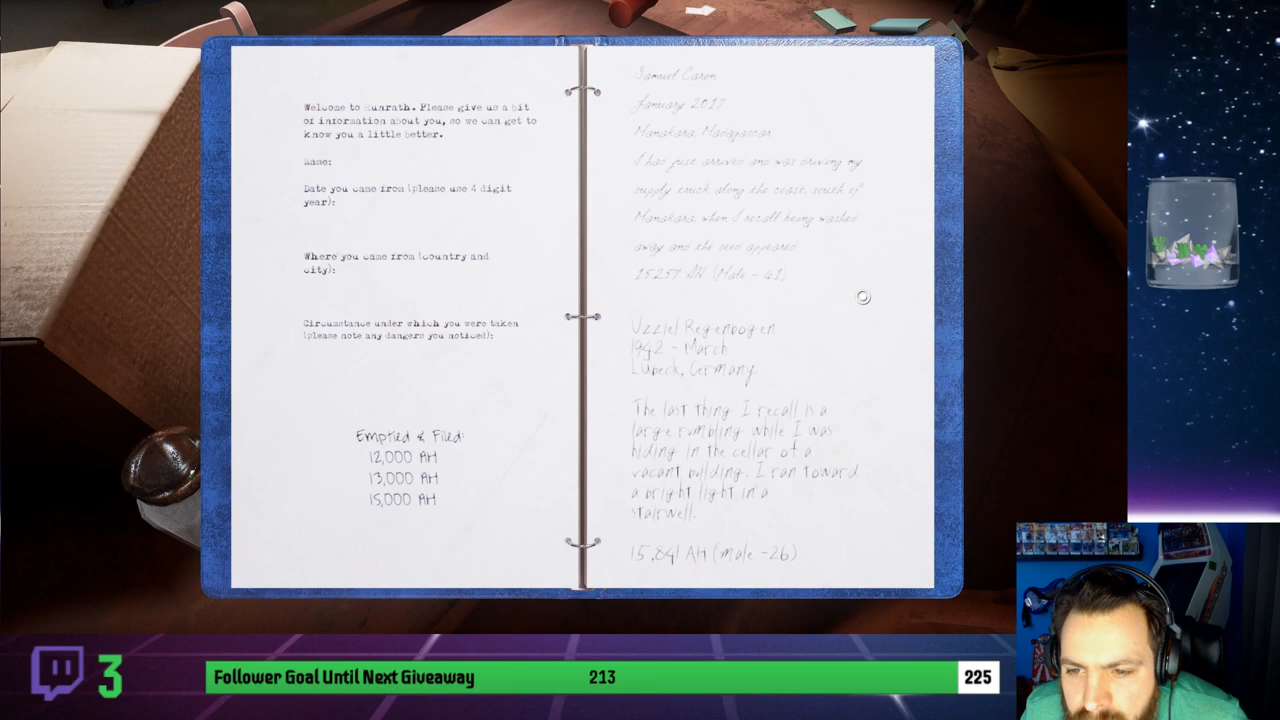 Welcome to Hunrath. Please give us a bit
of information about you, so we can get to
know you a little better.
Name:
Date you came from (please use 4 digit
year):
Where you came from (country and
city):
Circumstance under which you were taken
(please note any dangers you noticed):
Emptied & Filed:
12,000 AH
13,000 AH
15,000 AH
Samuel Caron
January 2017
Manakara, Madagascar
I had just arrived and was driving my
supply truck along the coast, south of
Manakara, when I recall being washed
away and the seed appeared.
15,257 AH (Male - 61)
Uzziel Regenbogen
1942 - March
Lubeck, Germany
The last thing I recall is a
large rumbling while I was
hiding in the cellar of a
vacant building. I ran toward
a bright light in a
stairwell.
15,841 AH (male -26)
3
Follower Goal Until Next Giveaway
213
225